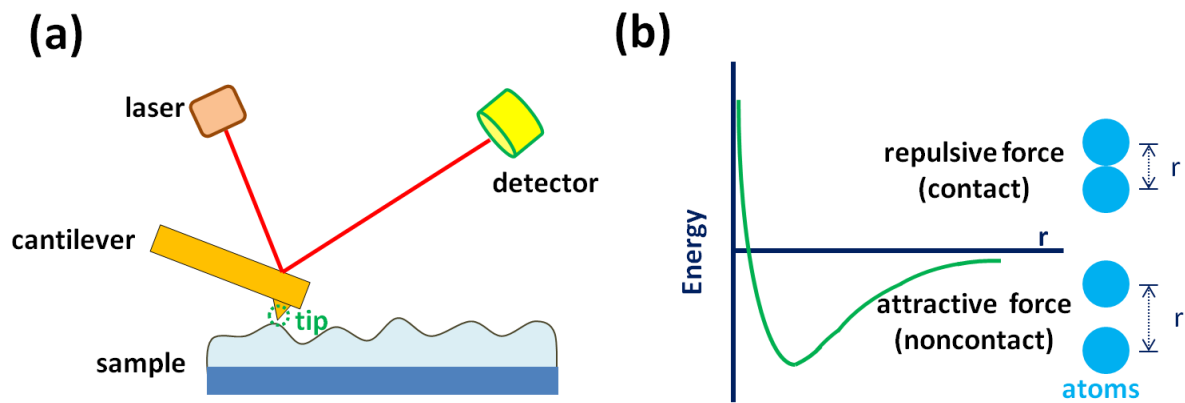 (a)
laser
detector
cantilever
tip
sample
(b)
Energy
repulsive force
(contact)
r
r
attractive force
(noncontact)
r
atoms